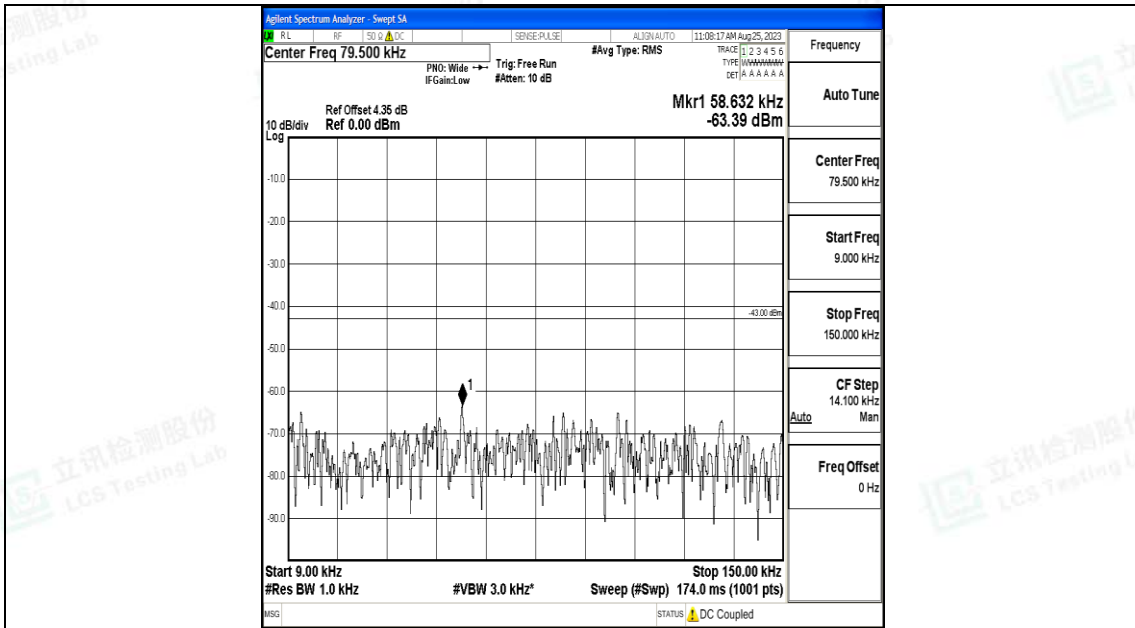 Agilent Spectrum Analyzer - Swept SA
RL RF 50 Ω DC SENSE:PULSE ALIGN AUTO 11:08:17 AM Aug 25, 2023
Center Freq 79.500 kHz
PNO: Wide
IFGain:Low
Trig: Free Run
#Atten: 10 dB
#Avg Type: RMS
TRACE 1 2 3 4 5 6
TYPE
DET A A A A A A
Ref Offset 4.35 dB
Ref 0.00 dBm
10 dB/div
Log
Mkr1 58.632 kHz
-63.39 dBm
-10.0
-20.0
-30.0
-40.0
-43.00 dBm
-50.0
-60.0
1
-70.0
-80.0
-90.0
Start 9.00 kHz
Stop 150.00 kHz
#Res BW 1.0 kHz
#VBW 3.0 kHz*
Sweep (#Swp) 174.0 ms (1001 pts)
MSG
STATUS DC Coupled
Frequency
Auto Tune
Center Freq
79.500 kHz
Start Freq
9.000 kHz
Stop Freq
150.000 kHz
CF Step
14.100 kHz
Auto Man
Freq Offset
0 Hz
立讯检测股份
LCS Testing Lab